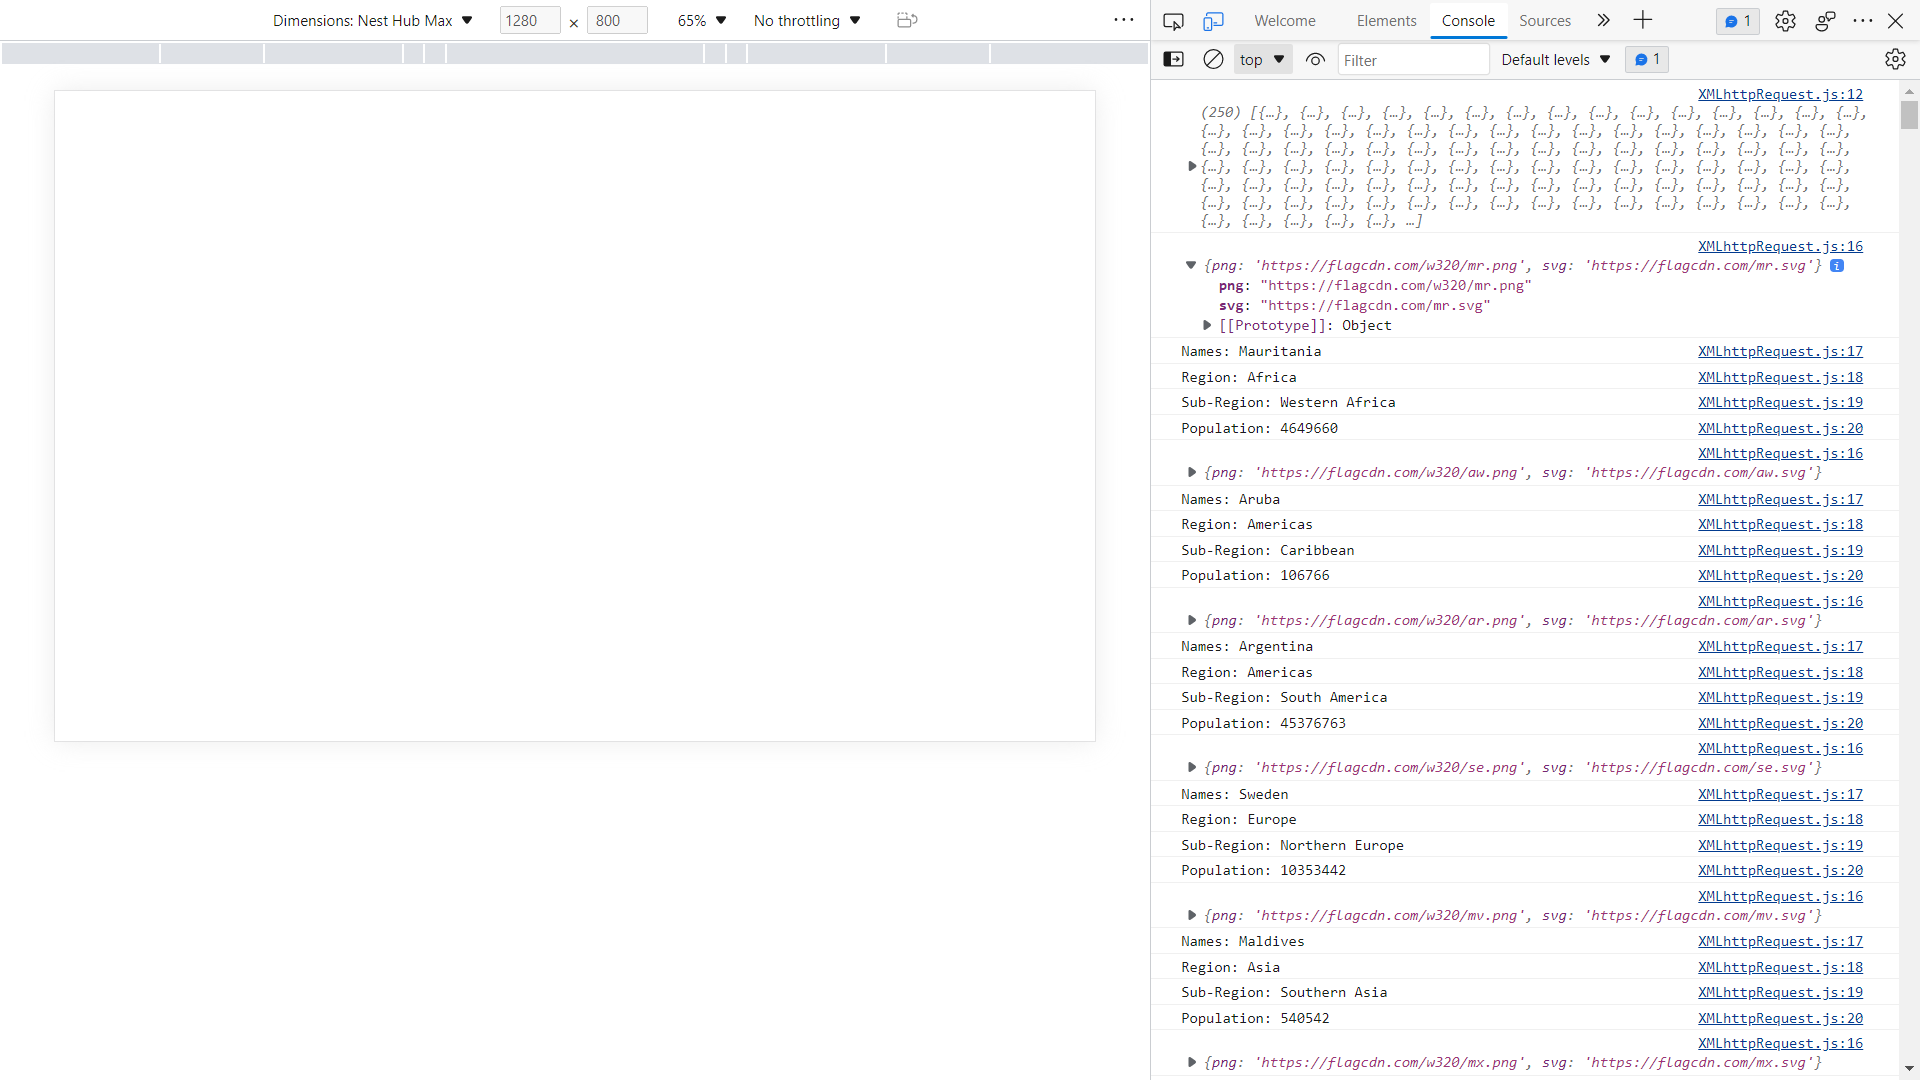 Dimensions: Nest Hub Max ▼ 1280 × 800 65% ▼ No throttling ▼ ...
Welcome Elements Console Sources » + 1 ...
top ▼ Filter Default levels ▼ 1
XMLhttpRequest.js:12
(250) [{…}, {…}, {…}, {…}, {…}, {…}, {…}, {…}, {…}, {…}, {…}, {…}, {…}, {…}, {…},
{…}, {…}, {…}, {…}, {…}, {…}, {…}, {…}, {…}, {…}, {…}, {…}, {…}, {…}, {…}, {…},
{…}, {…}, {…}, {…}, {…}, {…}, {…}, {…}, {…}, {…}, {…}, {…}, {…}, {…}, {…}, {…},
{…}, {…}, {…}, {…}, {…}, {…}, {…}, {…}, {…}, {…}, {…}, {…}, {…}, {…}, {…}, {…},
{…}, {…}, {…}, {…}, {…}, {…}, {…}, {…}, {…}, {…}, {…}, {…}, {…}, {…}, {…}, {…},
{…}, {…}, {…}, {…}, {…}, {…}, {…}, {…}, {…}, {…}, {…}, {…}, {…}, {…}, {…}, {…},
{…}, {…}, {…}, {…}, {…}, …]
XMLhttpRequest.js:16
{png: 'https://flagcdn.com/w320/mr.png', svg: 'https://flagcdn.com/mr.svg'} i
png: "https://flagcdn.com/w320/mr.png"
svg: "https://flagcdn.com/mr.svg"
[[Prototype]]: Object
Names: Mauritania XMLhttpRequest.js:17
Region: Africa XMLhttpRequest.js:18
Sub-Region: Western Africa XMLhttpRequest.js:19
Population: 4649660 XMLhttpRequest.js:20
XMLhttpRequest.js:16
{png: 'https://flagcdn.com/w320/aw.png', svg: 'https://flagcdn.com/aw.svg'}
Names: Aruba XMLhttpRequest.js:17
Region: Americas XMLhttpRequest.js:18
Sub-Region: Caribbean XMLhttpRequest.js:19
Population: 106766 XMLhttpRequest.js:20
XMLhttpRequest.js:16
{png: 'https://flagcdn.com/w320/ar.png', svg: 'https://flagcdn.com/ar.svg'}
Names: Argentina XMLhttpRequest.js:17
Region: Americas XMLhttpRequest.js:18
Sub-Region: South America XMLhttpRequest.js:19
Population: 45376763 XMLhttpRequest.js:20
XMLhttpRequest.js:16
{png: 'https://flagcdn.com/w320/se.png', svg: 'https://flagcdn.com/se.svg'}
Names: Sweden XMLhttpRequest.js:17
Region: Europe XMLhttpRequest.js:18
Sub-Region: Northern Europe XMLhttpRequest.js:19
Population: 10353442 XMLhttpRequest.js:20
XMLhttpRequest.js:16
{png: 'https://flagcdn.com/w320/mv.png', svg: 'https://flagcdn.com/mv.svg'}
Names: Maldives XMLhttpRequest.js:17
Region: Asia XMLhttpRequest.js:18
Sub-Region: Southern Asia XMLhttpRequest.js:19
Population: 540542 XMLhttpRequest.js:20
XMLhttpRequest.js:16
{png: 'https://flagcdn.com/w320/mx.png', svg: 'https://flagcdn.com/mx.svg'}